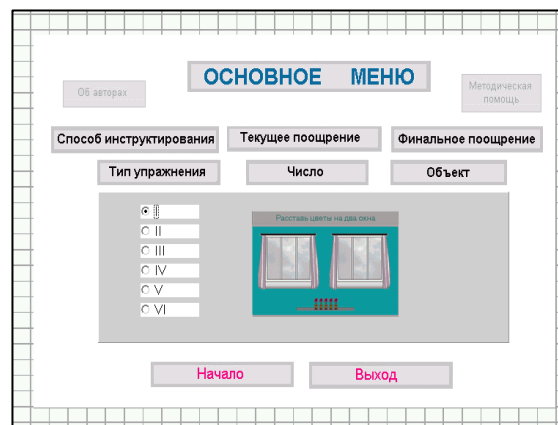 ОСНОВНОЕ МЕНЮ
Об авторах
Методическая
помощь
Способ инструктирования
Текущее поощрение
Финальное поощрение
Тип упражнения
Число
Объект
I
II
III
IV
V
VI
Расставь цветы на два окна
Начало
Выход